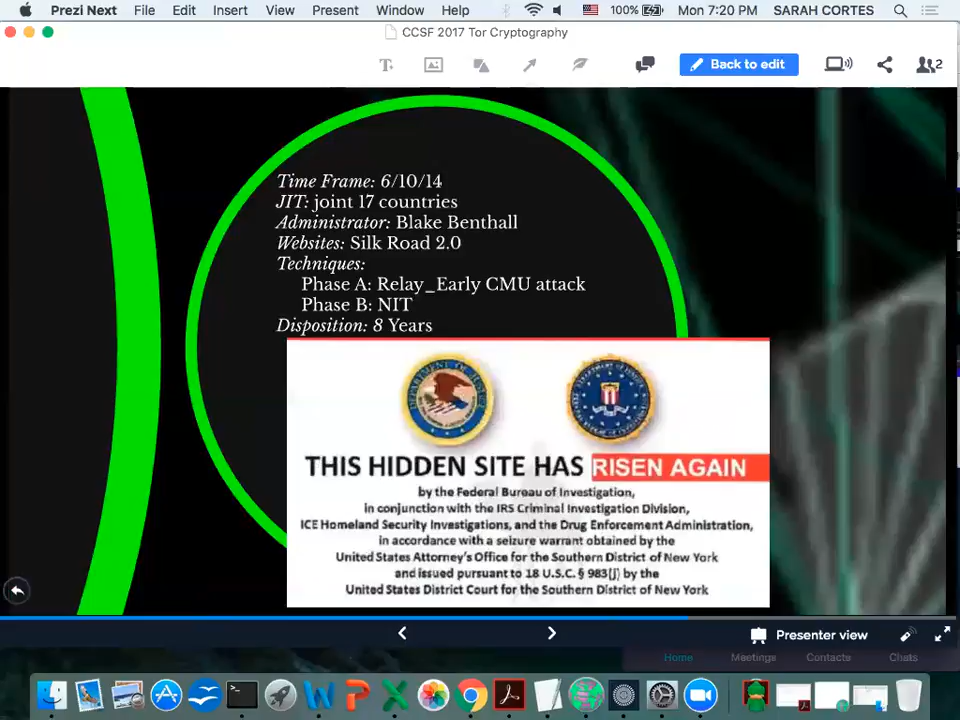 Prezi Next File Edit Insert View Present Window Help 100% Mon 7:20 PM SARAH CORTES
CCSF 2017 Tor Cryptography
Back to edit
2
Time Frame: 6/10/14
JIT: joint 17 countries
Administrator: Blake Benthall
Websites: Silk Road 2.0
Techniques:
Phase A: Relay_Early CMU attack
Phase B: NIT
Disposition: 8 Years
THIS HIDDEN SITE HAS RISEN AGAIN
by the Federal Bureau of Investigation,
in conjunction with the IRS Criminal Investigation Division,
ICE Homeland Security Investigations, and the Drug Enforcement Administration,
in accordance with a seizure warrant obtained by the
United States Attorney's Office for the Southern District of New York
and issued pursuant to 18 U.S.C. § 983(j) by the
United States District Court for the Southern District of New York
Presenter view
Home Meetings Contacts Chats